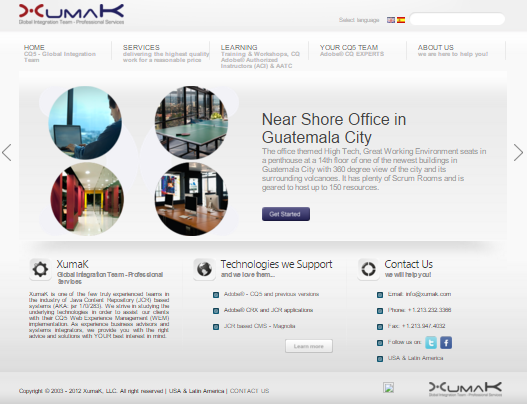 XUMAK
Global Integration Team - Professional Services
Select language
HOME
CQ5 - Global Integration
Team
SERVICES
delivering the highest quality
work for a reasonable price
LEARNING
Training & Workshops, CQ
Adobe® Authorized
Instructors (ACI) & AATC
YOUR CQ5 TEAM
Adobe® CQ EXPERTS
ABOUT US
we are here to help you!
Near Shore Office in
Guatemala City
The office themed High Tech, Great Working Environment seats in
a penthouse at a 14th floor of one of the newest buildings in
Guatemala City with 360 degree view of the city and its
surrounding volcanoes. It has plenty of Scrum Rooms and is
geared to host up to 150 resources.
Get Started
XumaK
Global Integration Team - Professional
Services
XumaK is one of the few truly experienced teams in
the industry of Java Content Repository (JCR) based
systems (AKA: jsr 170/283). We strive in studying the
underlying technologies in order to assist our clients
with their CQ5 Web Experience Management (WEM)
implementation. As experience business advisors and
systems integrators, we provide you with the right
advice and solutions with YOUR best interest in mind.
Technologies we Support
and we love them...
Adobe® - CQ5 and previous versions
Adobe® CRX and JCR applications
JCR based CMS - Magnolia
Learn more
Contact Us
we will help you!
Email: info@xumak.com
Phone: +1.213.232.3366
Fax: +1.213.947.4032
Follow us on:
USA & Latin America
Copyright © 2003 - 2012 XumaK, LLC. All right reserved | USA & Latin America | CONTACT US
XUMAK
Global Integration Team - Professional Services